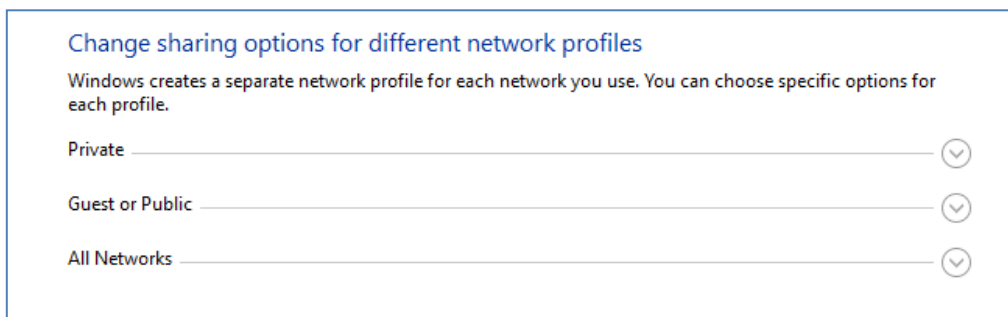 Change sharing options for different network profiles
Windows creates a separate network profile for each network you use. You can choose specific options for
each profile.
Private
Guest or Public
All Networks